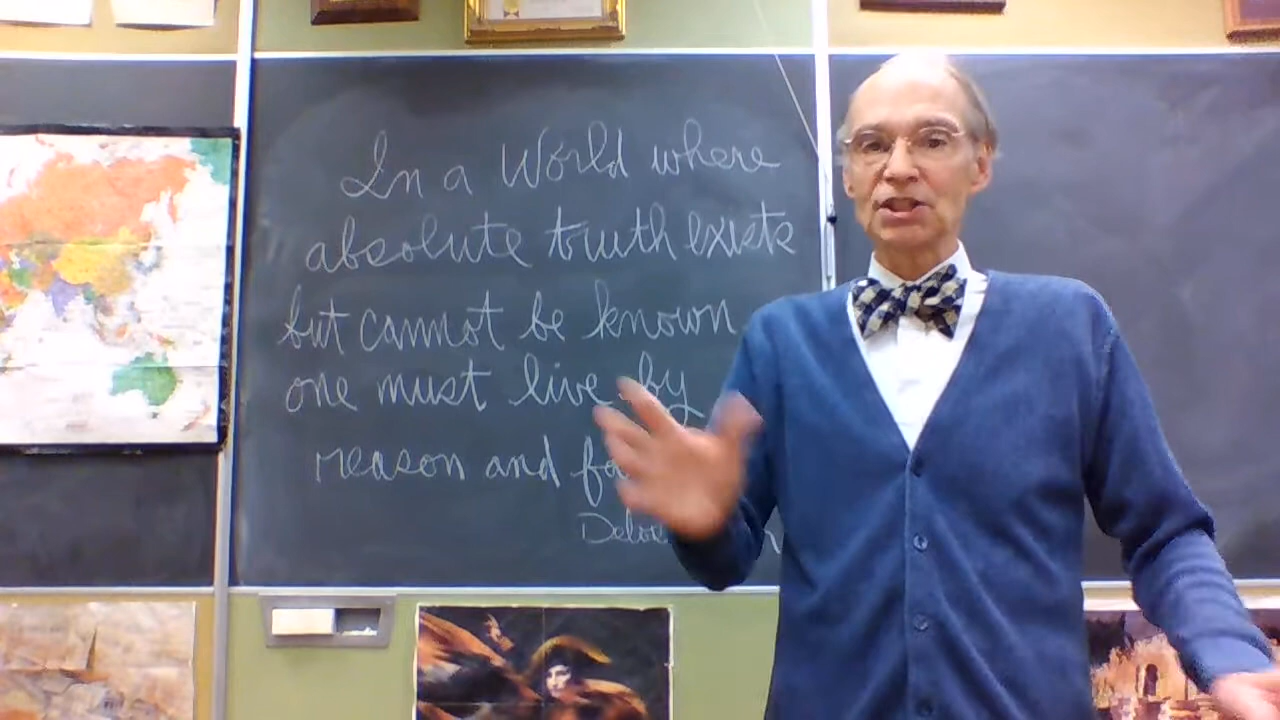 In a World where
absolute truth exists
but cannot be known
one must live by
reason and